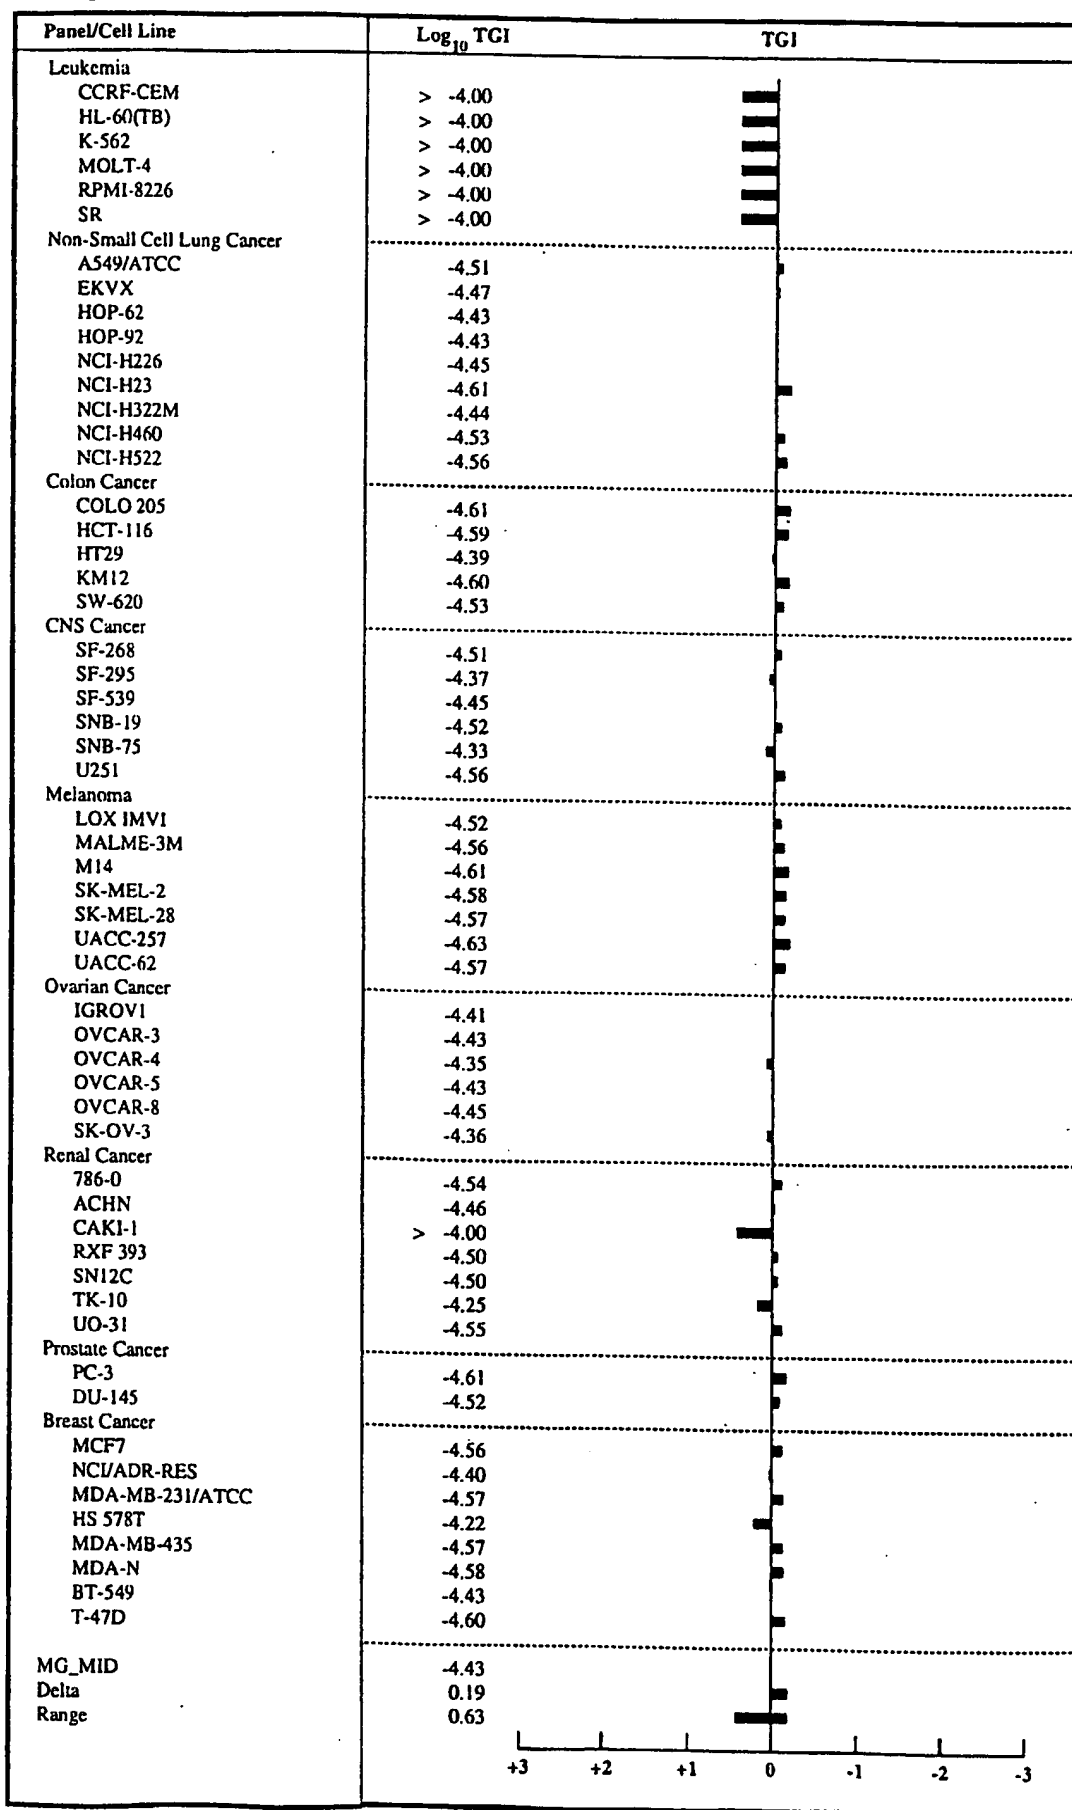 Panel/Cell Line Log10 TGI TGI
Leukemia
CCRF-CEM > -4.00
HL-60(TB) > -4.00
K-562 > -4.00
MOLT-4 > -4.00
RPMI-8226 > -4.00
SR > -4.00
Non-Small Cell Lung Cancer
A549/ATCC -4.51
EKVX -4.47
HOP-62 -4.43
HOP-92 -4.43
NCI-H226 -4.45
NCI-H23 -4.61
NCI-H322M -4.44
NCI-H460 -4.53
NCI-H522 -4.56
Colon Cancer
COLO 205 -4.61
HCT-116 -4.59
HT29 -4.39
KM12 -4.60
SW-620 -4.53
CNS Cancer
SF-268 -4.51
SF-295 -4.37
SF-539 -4.45
SNB-19 -4.52
SNB-75 -4.33
U251 -4.56
Melanoma
LOX IMVI -4.52
MALME-3M -4.56
M14 -4.61
SK-MEL-2 -4.58
SK-MEL-28 -4.57
UACC-257 -4.63
UACC-62 -4.57
Ovarian Cancer
IGROV1 -4.41
OVCAR-3 -4.43
OVCAR-4 -4.35
OVCAR-5 -4.43
OVCAR-8 -4.45
SK-OV-3 -4.36
Renal Cancer
786-0 -4.54
ACHN -4.46
CAKI-1 > -4.00
RXF 393 -4.50
SN12C -4.50
TK-10 -4.25
UO-31 -4.55
Prostate Cancer
PC-3 -4.61
DU-145 -4.52
Breast Cancer
MCF7 -4.56
NCI/ADR-RES -4.40
MDA-MB-231/ATCC -4.57
HS 578T -4.22
MDA-MB-435 -4.57
MDA-N -4.58
BT-549 -4.43
T-47D -4.60
MG_MID -4.43
Delta 0.19
Range 0.63
+3 +2 +1 0 -1 -2 -3